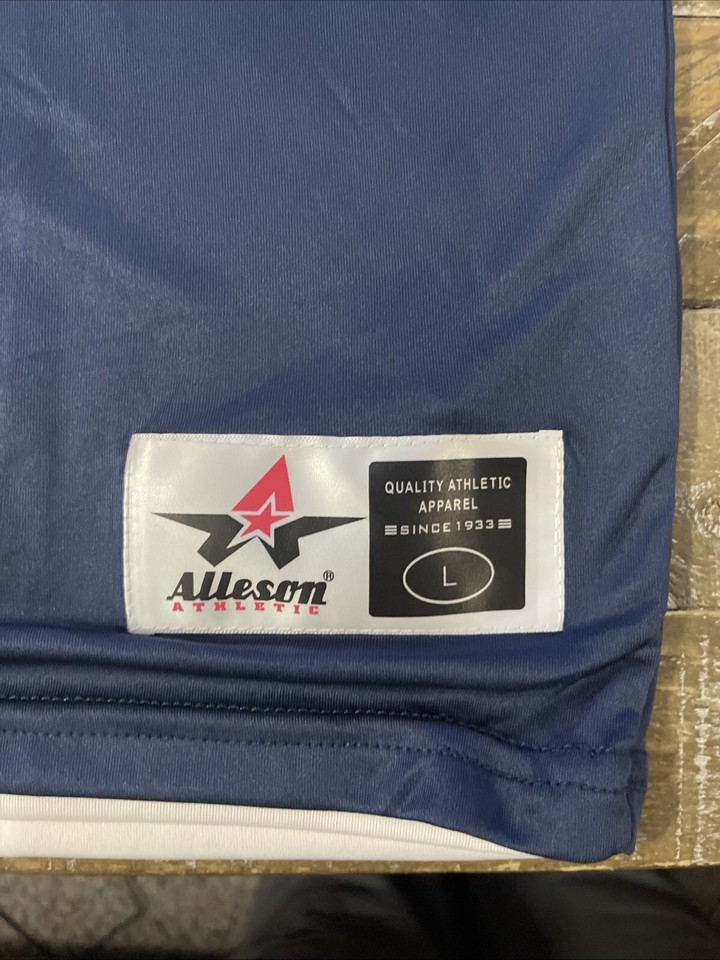 Alleson®
ATHLETIC
QUALITY ATHLETIC
APPAREL
SINCE 1933
L